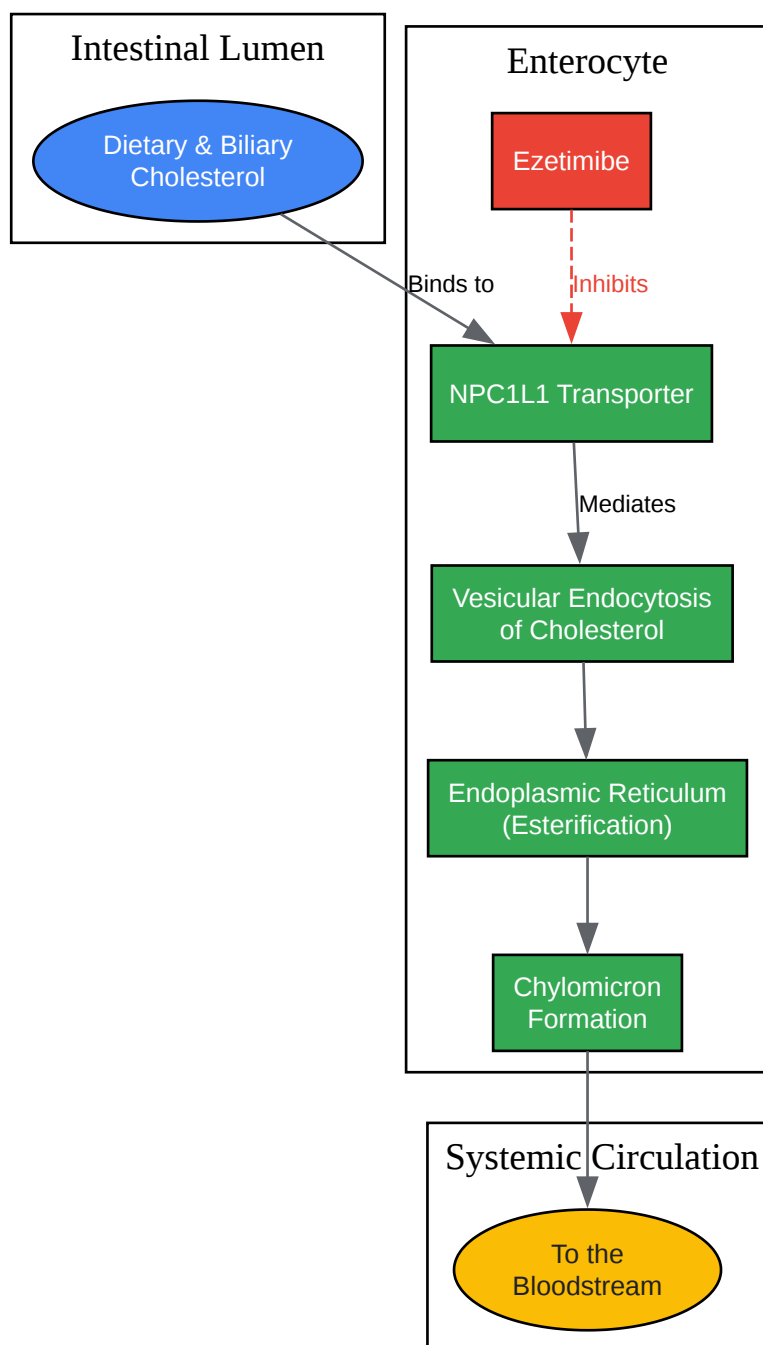 Intestinal Lumen
Enterocyte
Dietary & Biliary
Cholesterol
Ezetimibe
Binds to
Inhibits
NPC1L1 Transporter
Mediates
Vesicular Endocytosis
of Cholesterol
Endoplasmic Reticulum
(Esterification)
Chylomicron
Formation
Systemic Circulation
To the
Bloodstream